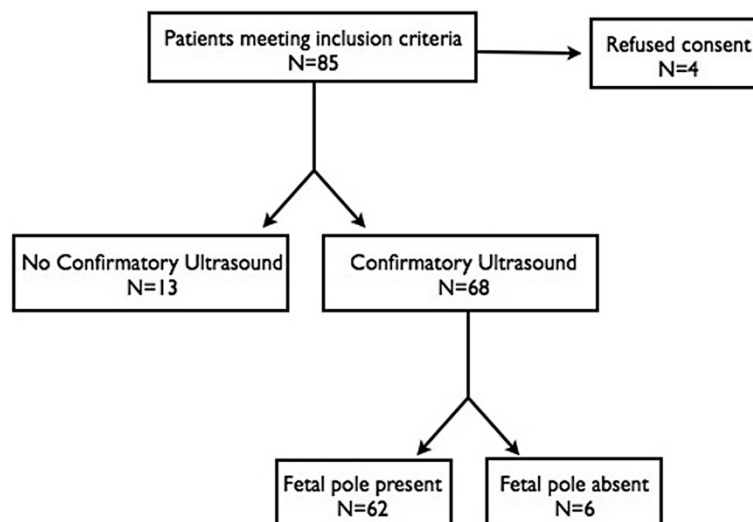 Patients meeting inclusion criteria
N=85
Refused consent
N=4
No Confirmatory Ultrasound
N=13
Confirmatory Ultrasound
N=68
Fetal pole present
N=62
Fetal pole absent
N=6